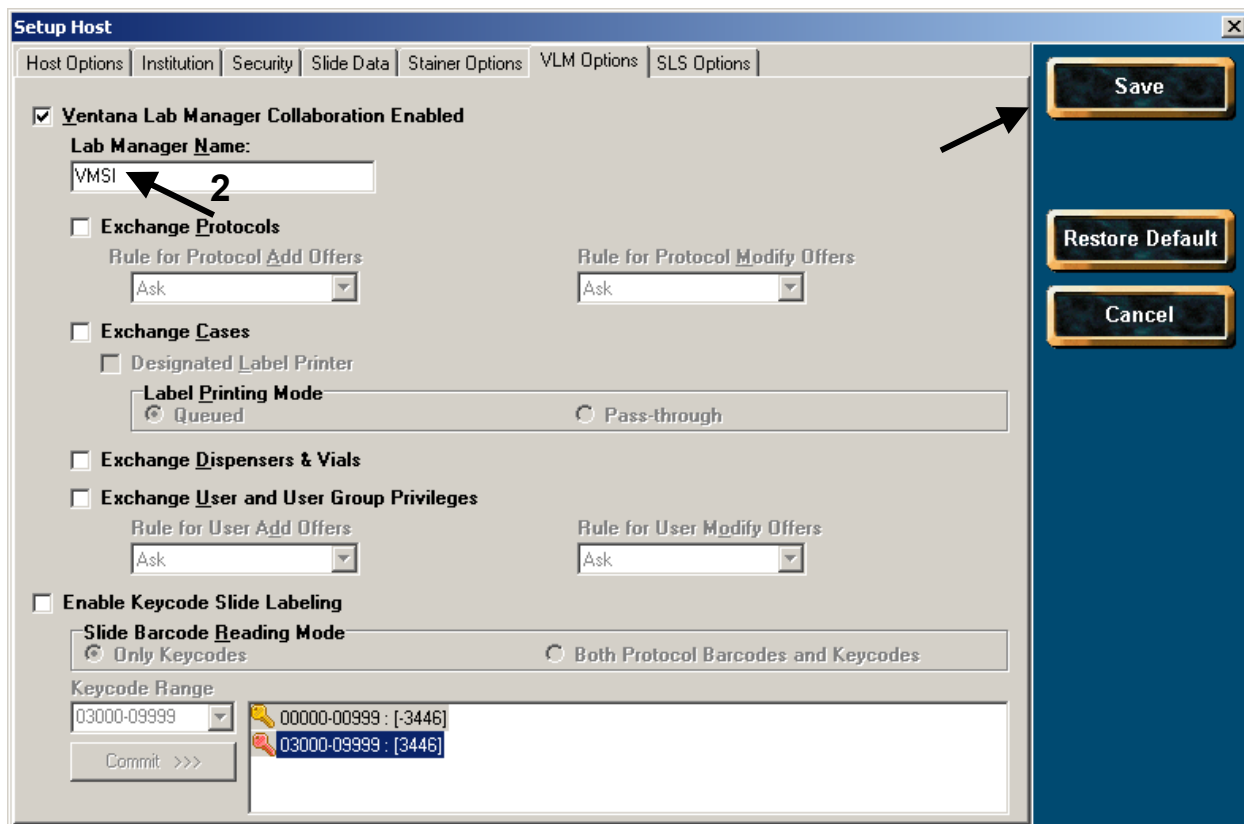 Setup Host
Host Options Institution Security Slide Data Stainer Options VLM Options SLS Options
Save
Ventana Lab Manager Collaboration Enabled
Lab Manager Name:
VMSI
2
Exchange Protocols
Restore Default
Rule for Protocol Add Offers Rule for Protocol Modify Offers
Ask Ask
Cancel
Exchange Cases
Designated Label Printer
Label Printing Mode
Queued Pass-through
Exchange Dispensers & Vials
Exchange User and User Group Privileges
Rule for User Add Offers Rule for User Modify Offers
Ask Ask
Enable Keycode Slide Labeling
Slide Barcode Reading Mode
Only Keycodes Both Protocol Barcodes and Keycodes
Keycode Range
03000-09999 00000-00999 : [-3446]
03000-09999 : [3446]
Commit >>>